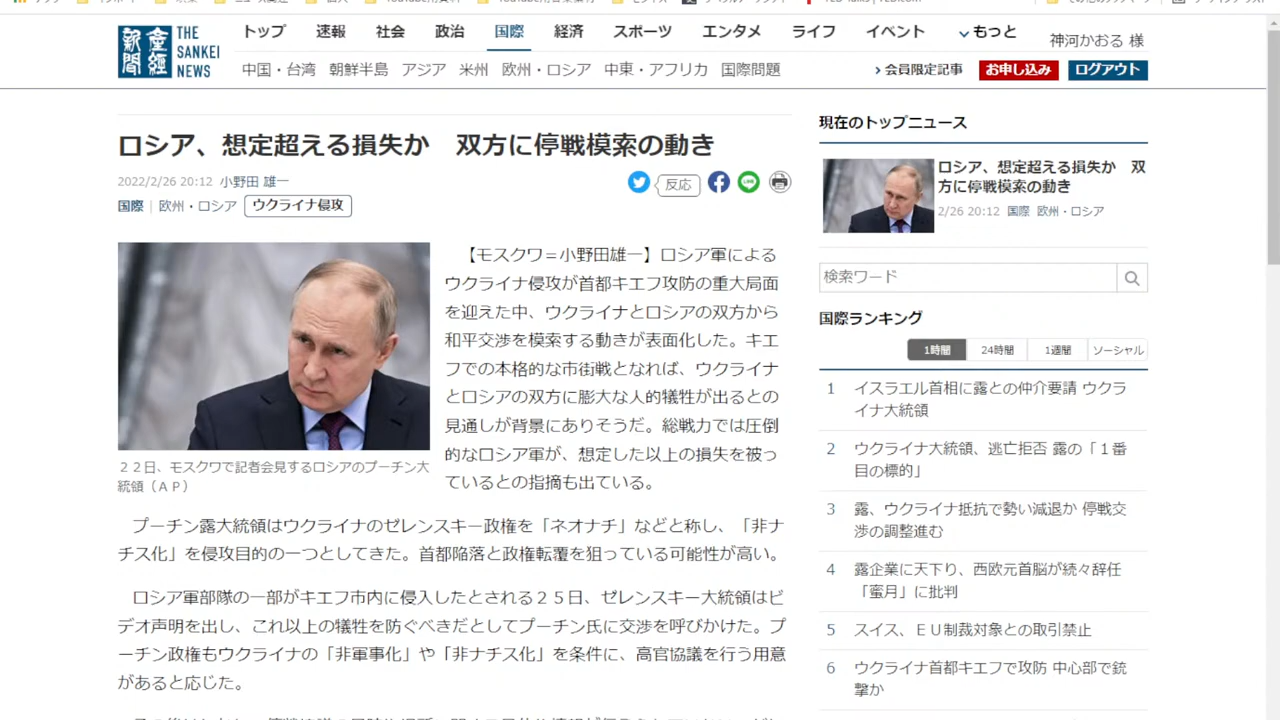 新聞
産經
THE
SANKEI
NEWS
トップ 速報 社会 政治 国際 経済 スポーツ エンタメ ライフ イベント もっと
神河かおる 様
中国・台湾 朝鮮半島 アジア 米州 欧州・ロシア 中東・アフリカ 国際問題
会員限定記事 お申し込み ログアウト
ロシア、想定超える損失か 双方に停戦模索の動き
2022/2/26 20:12 小野田 雄一
反応
国際 | 欧州・ロシア ウクライナ侵攻
【モスクワ=小野田雄一】ロシア軍による
ウクライナ侵攻が首都キエフ攻防の重大局面
を迎えた中、ウクライナとロシアの双方から
和平交渉を模索する動きが表面化した。キエ
フでの本格的な市街戦となれば、ウクライナ
とロシアの双方に膨大な人的犠牲が出るとの
見通しが背景にありそうだ。総戦力では圧倒
的なロシア軍が、想定した以上の損失を被っ
ているとの指摘も出ている。
22日、モスクワで記者会見するロシアのプーチン大
統領(AP)
プーチン露大統領はウクライナのゼレンスキー政権を「ネオナチ」などと称し、「非ナ
チス化」を侵攻目的の一つとしてきた。首都陥落と政権転覆を狙っている可能性が高い。
ロシア軍部隊の一部がキエフ市内に侵入したとされる25日、ゼレンスキー大統領はビ
デオ声明を出し、これ以上の犠牲を防ぐべきだとしてプーチン氏に交渉を呼びかけた。プ
ーチン政権もウクライナの「非軍事化」や「非ナチス化」を条件に、高官協議を行う用意
があると応じた。
現在のトップニュース
ロシア、想定超える損失か 双
方に停戦模索の動き
2/26 20:12 国際 欧州・ロシア
検索ワード
国際ランキング
1時間 24時間 1週間 ソーシャル
1 イスラエル首相に露との仲介要請 ウクラ
イナ大統領
2 ウクライナ大統領、逃亡拒否 露の「1番
目の標的」
3 露、ウクライナ抵抗で勢い減退か 停戦交
渉の調整進む
4 露企業に天下り、西欧元首脳が続々辞任
「蜜月」に批判
5 スイス、EU制裁対象との取引禁止
6 ウクライナ首都キエフで攻防 中心部で銃
撃か